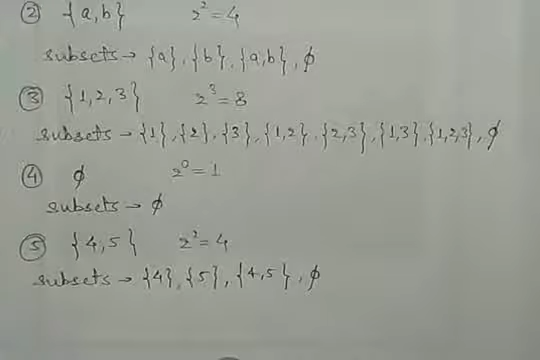 ② {a,b} 2² = 4
subsets → {a}, {b}, {a,b}, ϕ
③ {1,2,3} 2³ = 8
subsets → {1}, {2}, {3}, {1,2}, {2,3}, {1,3}, {1,2,3}, ϕ
④ ϕ 2⁰ = 1
subsets → ϕ
⑤ {4,5} 2² = 4
subsets → {4}, {5}, {4,5}, ϕ